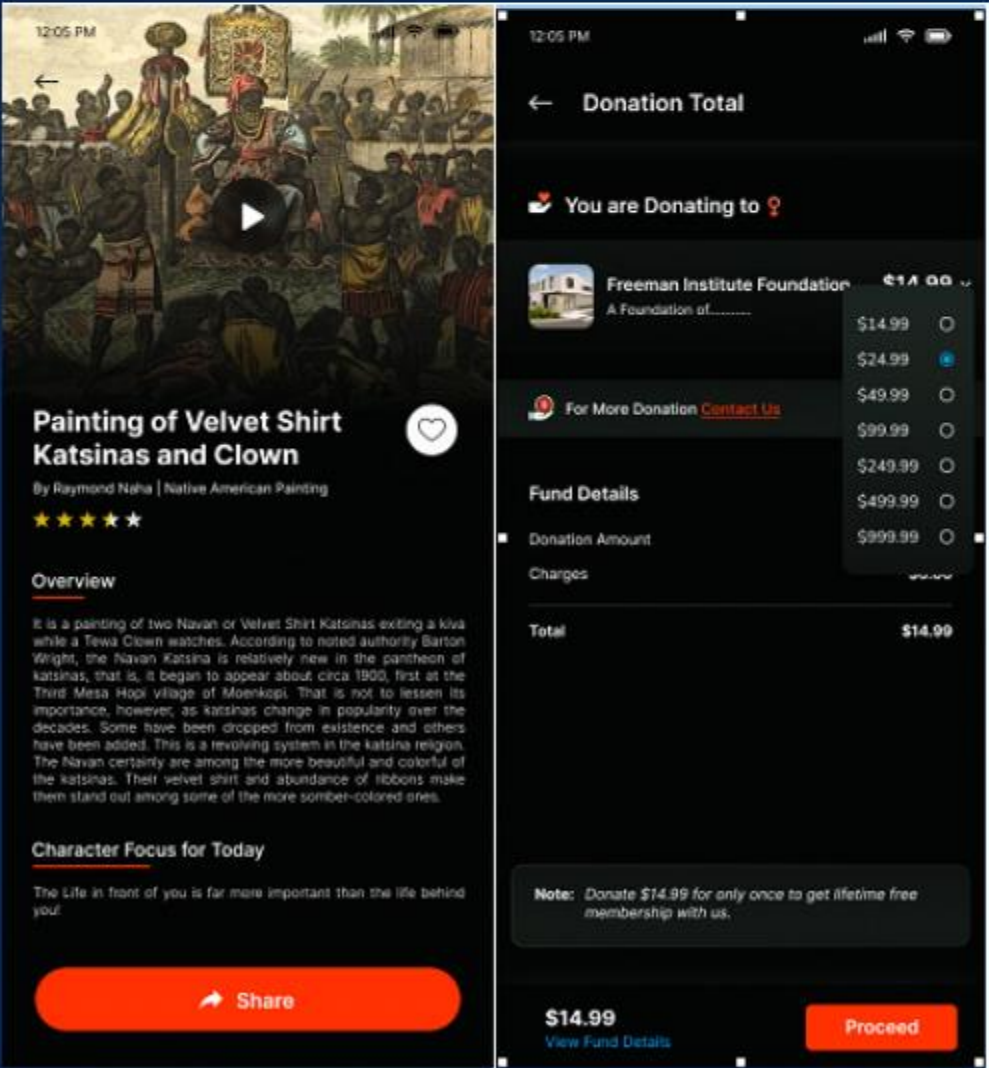 12:05 PM
Painting of Velvet Shirt
Katsinas and Clown
By Raymond Naha | Native American Painting
Overview
It is a painting of two Navan or Velvet Shirt Katsinas exiting a kiva
while a Tewa Clown watches. According to noted authority Barton
Wright, the Navan Katsina is relatively new in the pantheon of
katsinas, that is, it began to appear about circa 1900, first at the
Third Mesa Hopi village of Moenkopi. That is not to lessen its
importance, however, as katsinas change in popularity over the
decades. Some have been dropped from existence and others
have been added. This is a revolving system in the katsina religion.
The Navan certainly are among the more beautiful and colorful of
the katsinas. Their velvet shirt and abundance of ribbons make
them stand out among some of the more somber-colored ones.
Character Focus for Today
The Life in front of you is far more important than the life behind
you!
Share
12:05 PM
Donation Total
You are Donating to
Freeman Institute Foundation
$14.99
A Foundation of.........
$14.99
$24.99
$49.99
$99.99
$249.99
$499.99
$999.99
For More Donation Contact Us
Fund Details
Donation Amount
Charges
Total
$14.99
Note: Donate $14.99 for only once to get lifetime free
membership with us.
$14.99
View Fund Details
Proceed